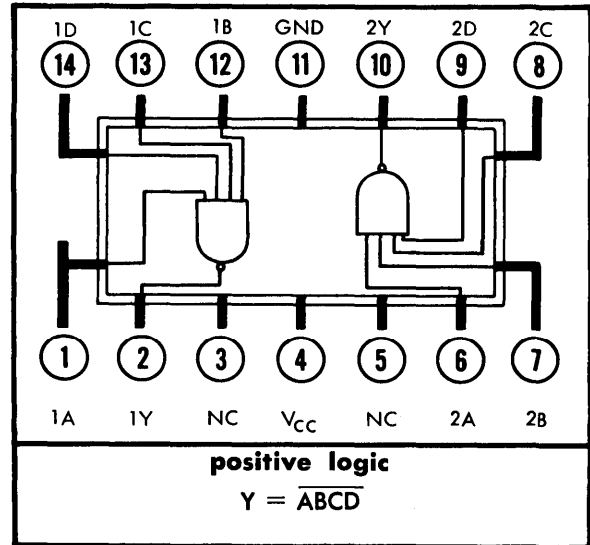 1D 1C 1B GND 2Y 2D 2C
14 13 12 11 10 9 8
1 2 3 4 5 6 7
1A 1Y NC VCC NC 2A 2B
positive logic
Y = A̅B̅C̅D̅